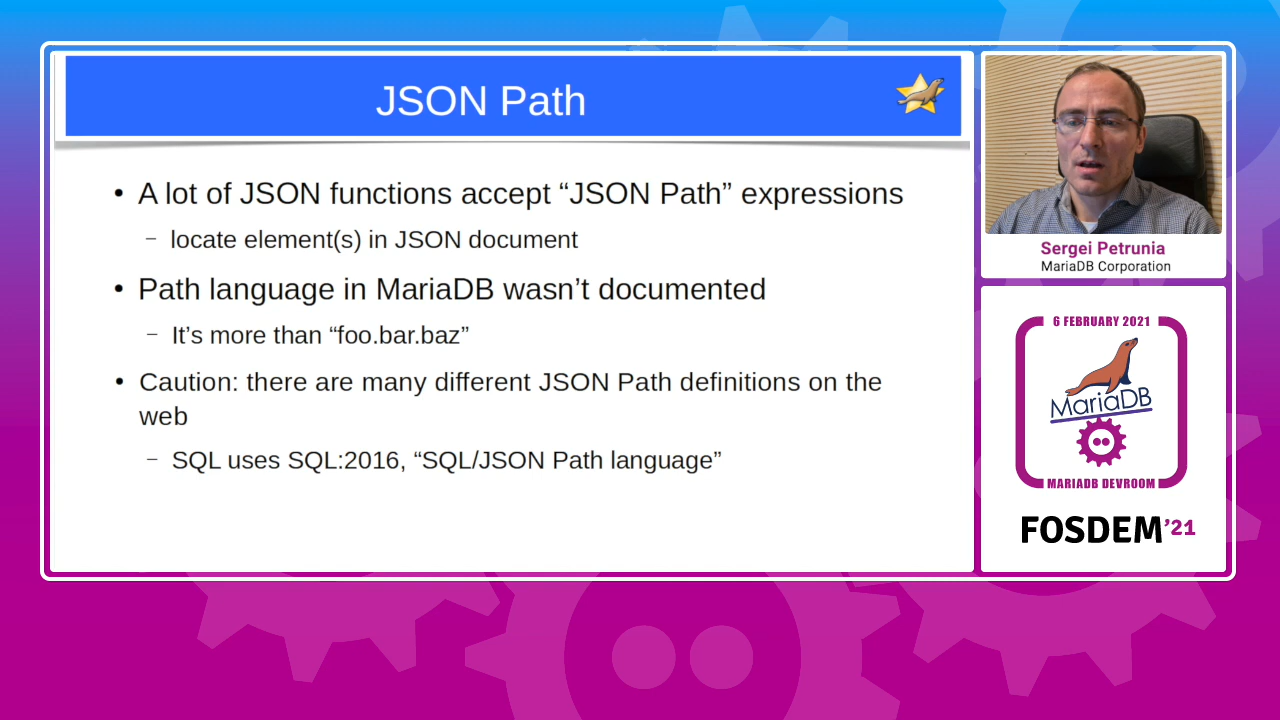 JSON Path
• A lot of JSON functions accept “JSON Path” expressions
– locate element(s) in JSON document
• Path language in MariaDB wasn’t documented
– It’s more than “foo.bar.baz”
• Caution: there are many different JSON Path definitions on the
web
– SQL uses SQL:2016, “SQL/JSON Path language”
Sergei Petrunia
MariaDB Corporation
6 FEBRUARY 2021
MariaDB
MARIADB DEVROOM
FOSDEM’21